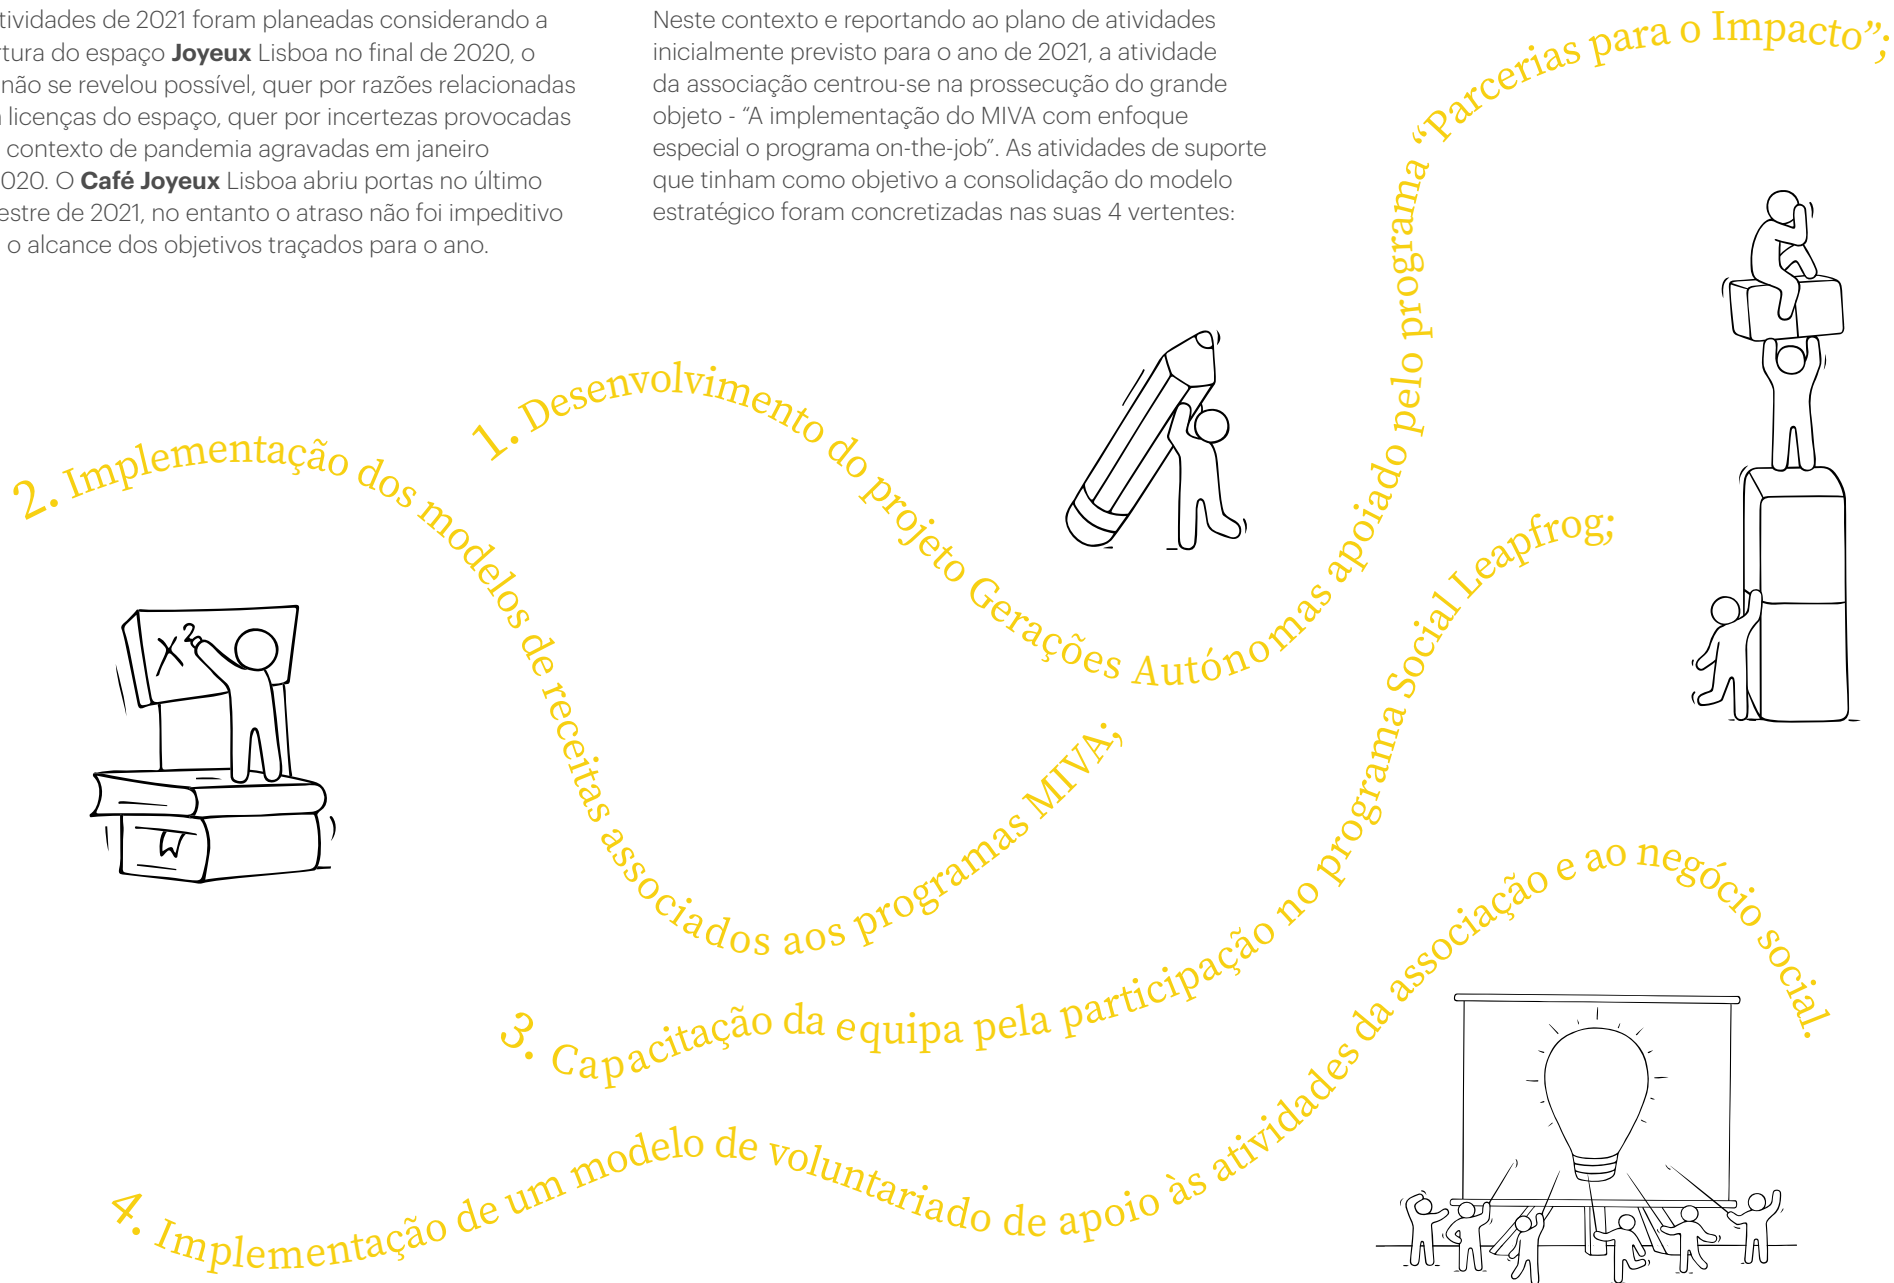 tividades de 2021 foram planeadas considerando a
rtura do espaço Joyeux Lisboa no final de 2020, o
não se revelou possível, quer por razões relacionadas
licenças do espaço, quer por incertezas provocadas
contexto de pandemia agravadas em janeiro
020. O Café Joyeux Lisboa abriu portas no último
estre de 2021, no entanto o atraso não foi impeditivo
o alcance dos objetivos traçados para o ano.
Neste contexto e reportando ao plano de atividades
inicialmente previsto para o ano de 2021, a atividade
da associação centrou-se na prossecução do grande
objeto - “A implementação do MIVA com enfoque
especial o programa on-the-job”. As atividades de suporte
que tinham como objetivo a consolidação do modelo
estratégico foram concretizadas nas suas 4 vertentes:
1. Desenvolvimento do projeto Gerações Autónomas apoiado pelo programa “Parcerias para o Impacto”;
2. Implementação dos modelos de receitas associados aos programas MIVA;
3. Capacitação da equipa pela participação no programa Social Leapfrog;
4. Implementação de um modelo de voluntariado de apoio às atividades da associação e ao negócio social.
x²